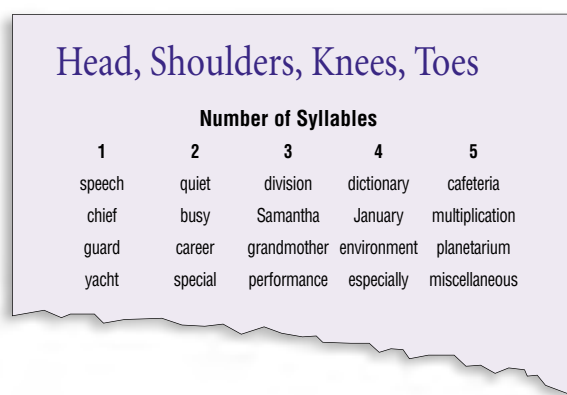 Head, Shoulders, Knees, Toes
Number of Syllables
1 2 3 4 5
speech quiet division dictionary cafeteria
chief busy Samantha January multiplication
guard career grandmother environment planetarium
yacht special performance especially miscellaneous